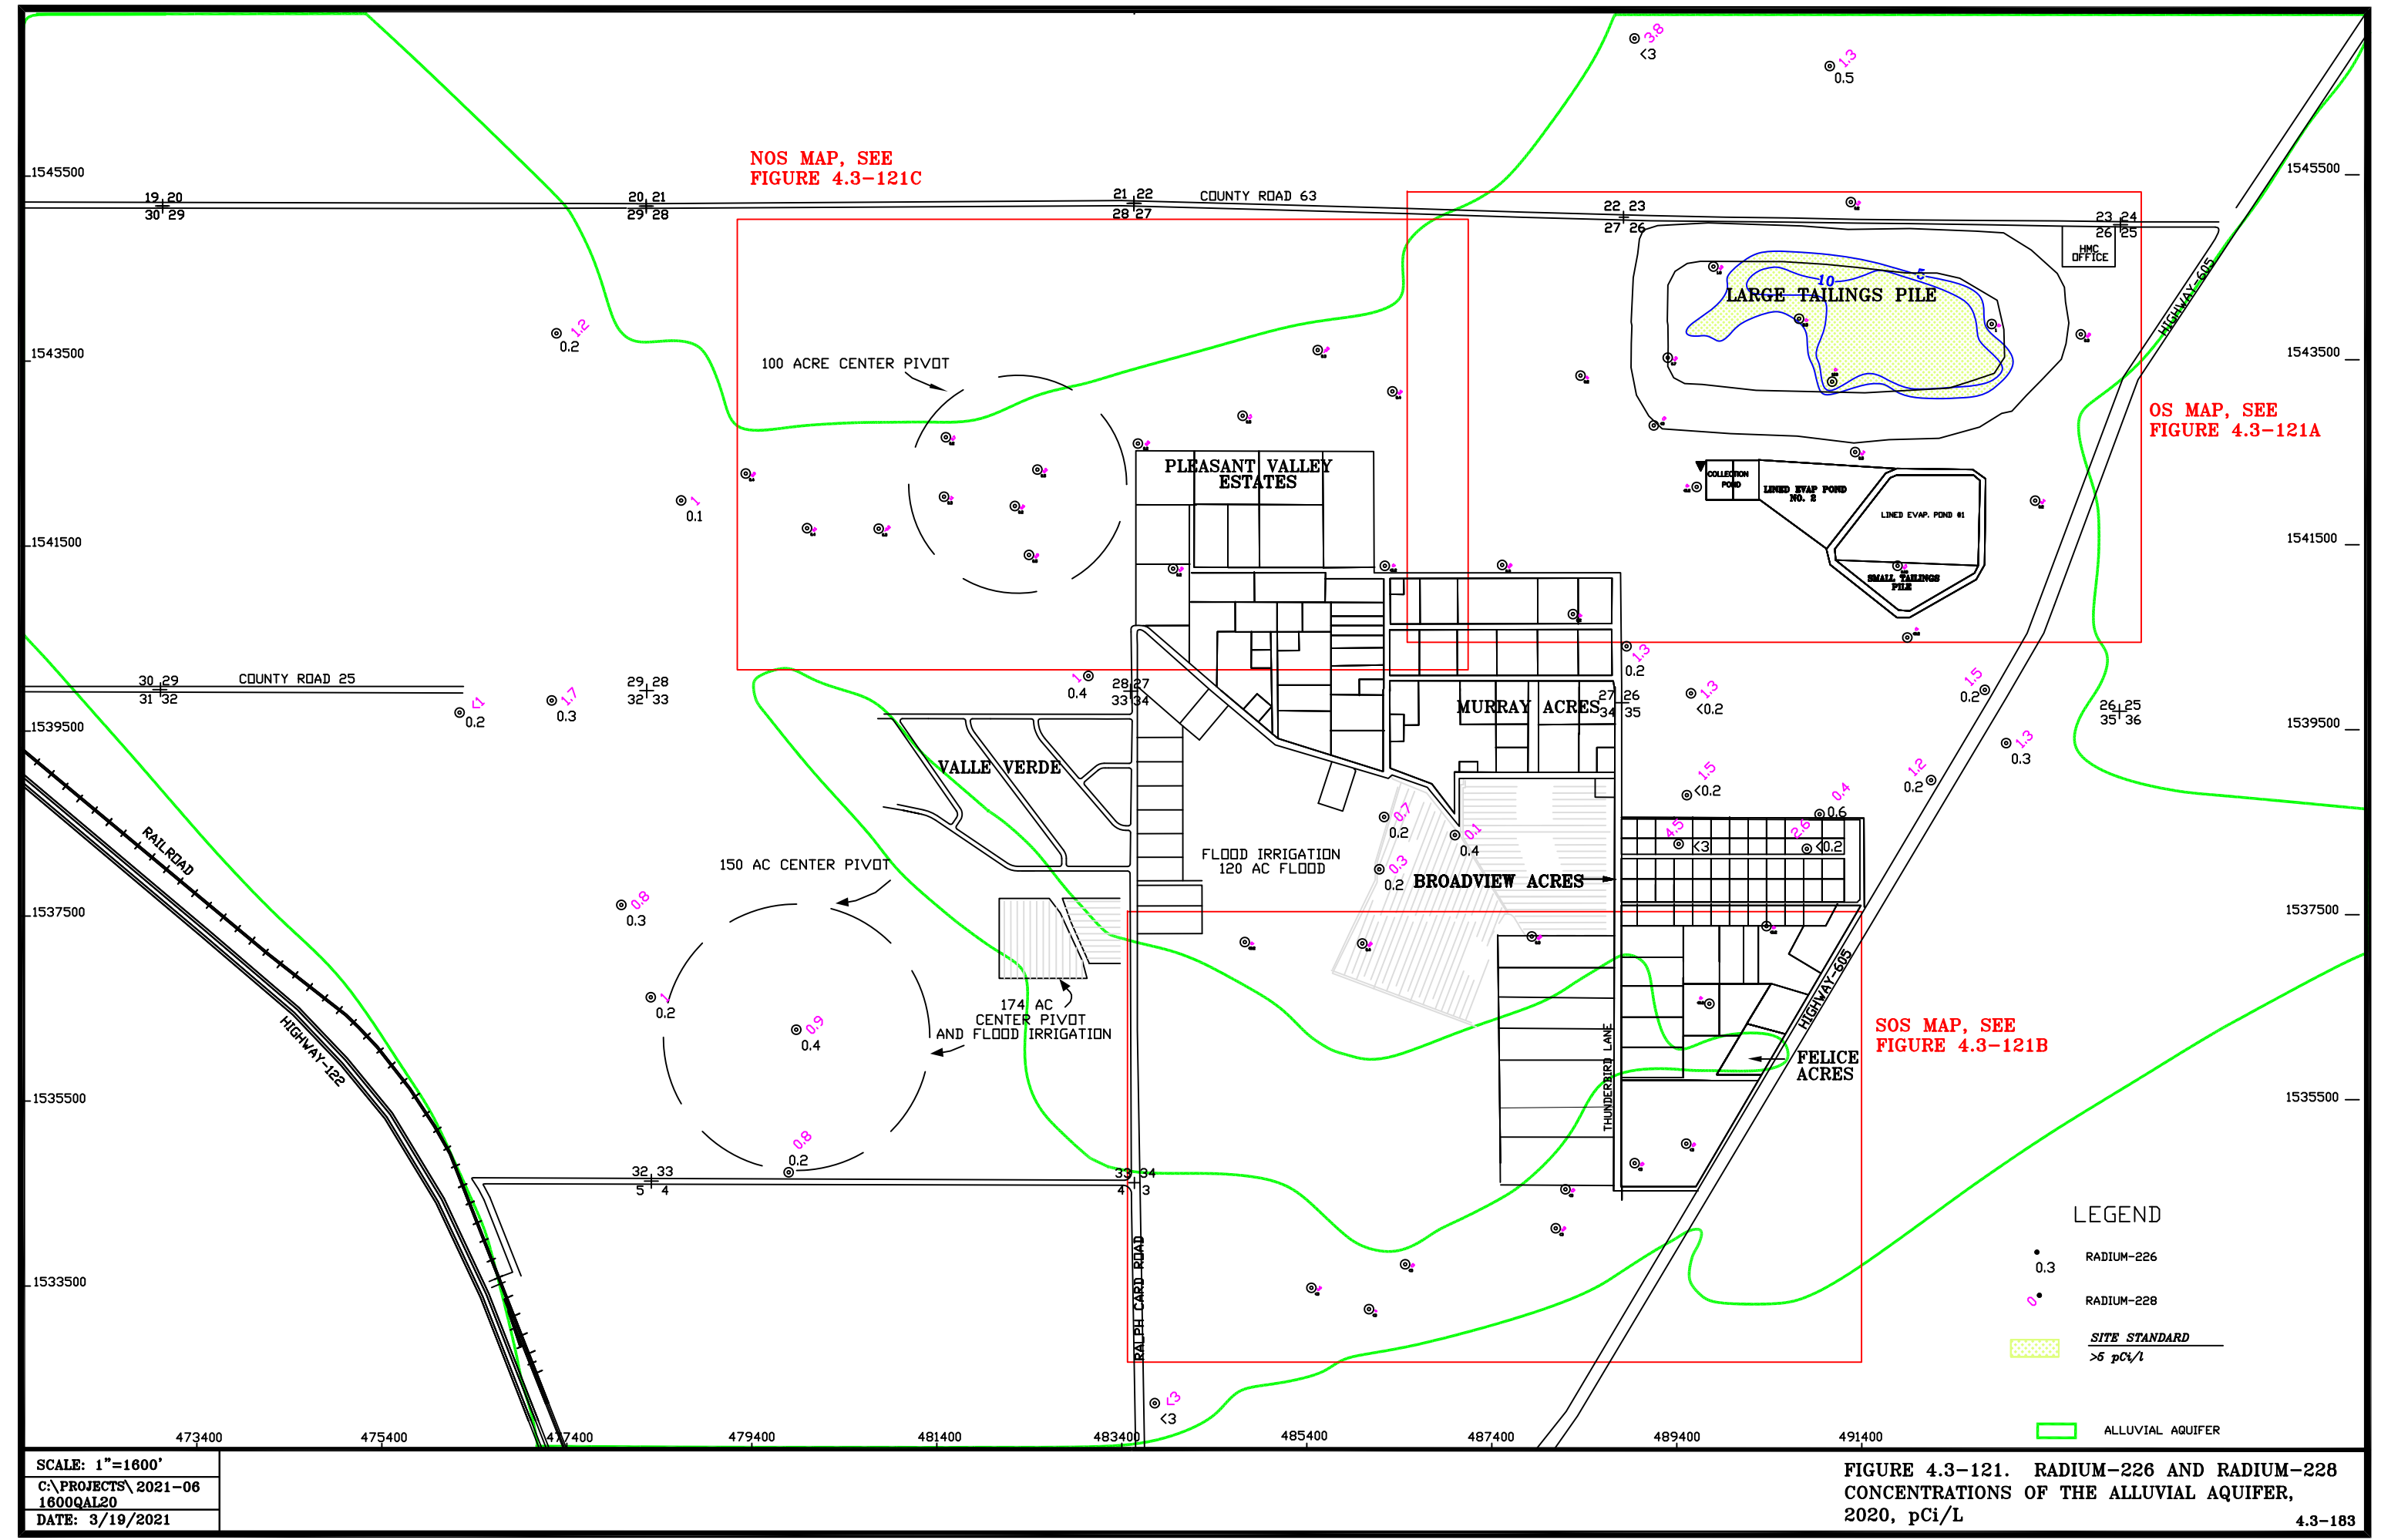 3.8
<3
1.3
0.5
NOS MAP, SEE
FIGURE 4.3-121C
1545500
1545500
19 20
30 29
20 21
29 28
21 22
28 27
COUNTY ROAD 63
22 23
27 26
23 24
26 25
HMC
OFFICE
HIGHWAY-605
10
5
LARGE TAILINGS PILE
1.2
0.2
1543500
1543500
100 ACRE CENTER PIVOT
OS MAP, SEE
FIGURE 4.3-121A
PLEASANT VALLEY
ESTATES
COLLECTION
POND
LINED EVAP POND
NO. 2
LINED EVAP. POND #1
1
0.1
1541500
1541500
SMALL TAILINGS
PILE
1.3
0.2
30 29
31 32
COUNTY ROAD 25
<1
0.2
1.7
0.3
29 28
32 33
1
0.4
28 27
33 34
MURRAY ACRES
27 26
34 35
1.3
<0.2
1.5
0.2
26 25
35 36
1539500
1539500
1.3
0.3
VALLE VERDE
1.5
<0.2
1.2
0.2
0.4
0.6
RAILROAD
0.7
0.2
0.1
0.4
4.5
<3
2.6
<0.2
150 AC CENTER PIVOT
FLOOD IRRIGATION
120 AC FLOOD
0.3
0.2
BROADVIEW ACRES
0.8
0.3
1537500
1537500
1
0.2
0.9
0.4
174 AC
CENTER PIVOT
AND FLOOD IRRIGATION
HIGHWAY-605
SOS MAP, SEE
FIGURE 4.3-121B
HIGHWAY-122
THUNDERBIRD LANE
FELICE
ACRES
1535500
1535500
0.8
0.2
32 33
5 4
33 34
4 3
RALPH CARD ROAD
1533500
LEGEND
0.3
RADIUM-226
0
RADIUM-228
SITE STANDARD
>5 pCi/l
ALLUVIAL AQUIFER
<3
<3
473400
475400
477400
479400
481400
483400
485400
487400
489400
491400
SCALE: 1"=1600'
C:\PROJECTS\2021-06
1600QAL20
DATE: 3/19/2021
FIGURE 4.3-121. RADIUM-226 AND RADIUM-228
CONCENTRATIONS OF THE ALLUVIAL AQUIFER,
2020, pCi/L
4.3-183